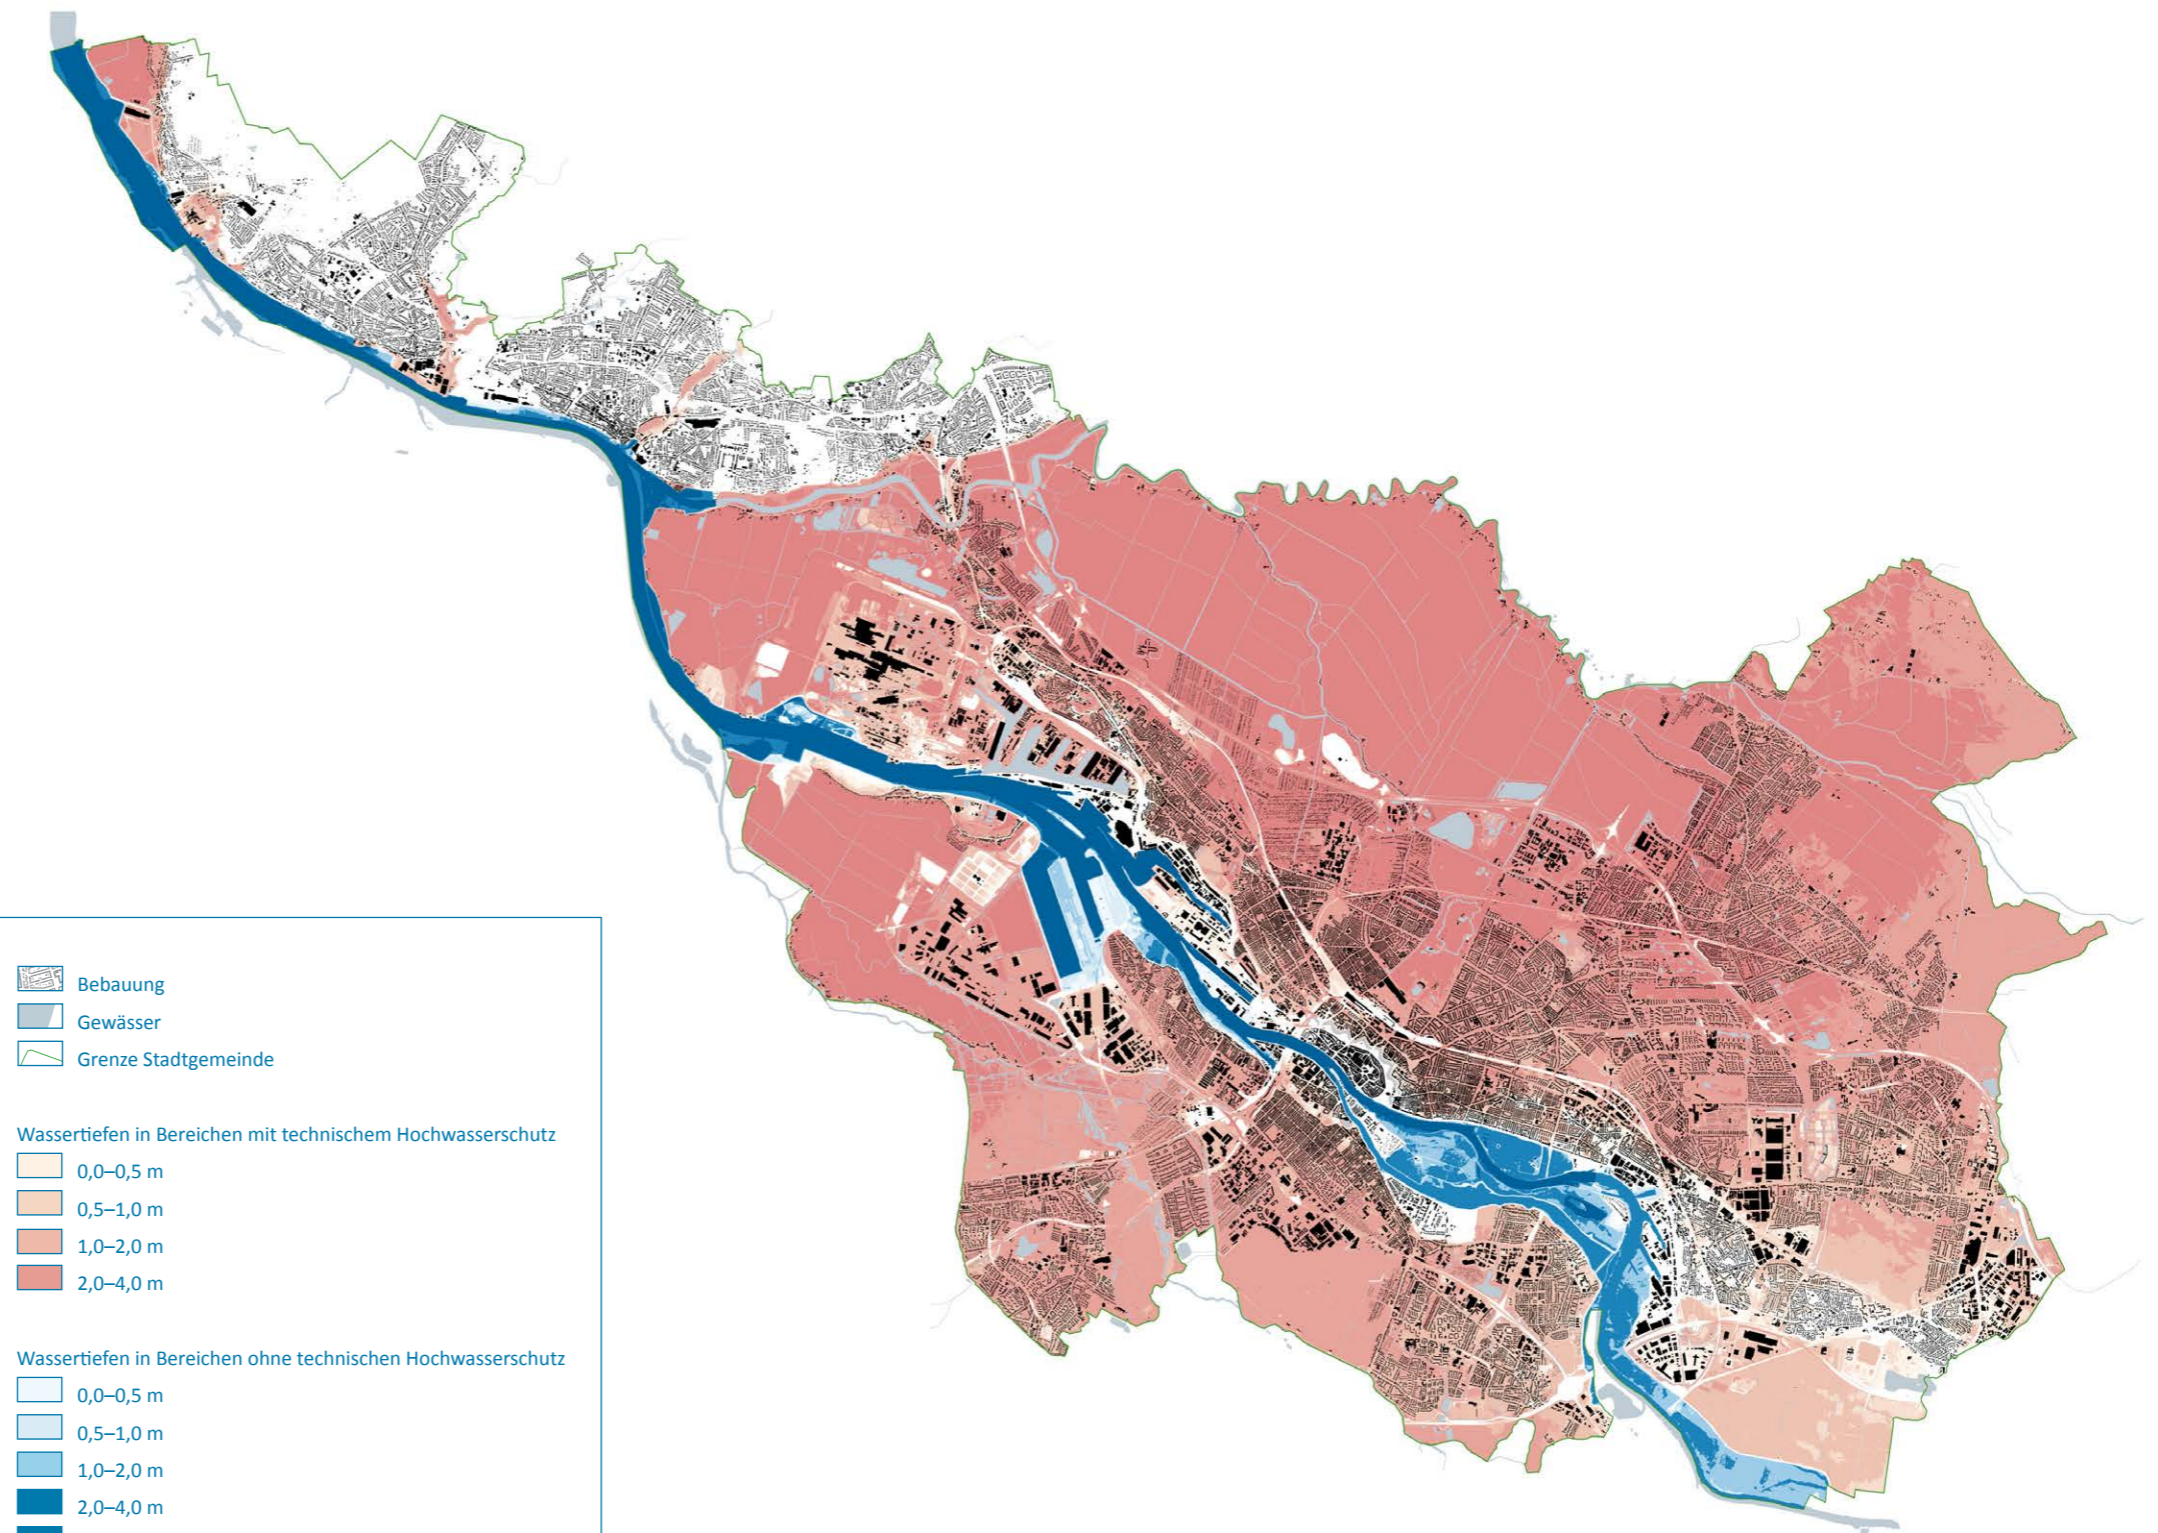 Bebauung
Gewässer
Grenze Stadtgemeinde
Wassertiefen in Bereichen mit technischem Hochwasserschutz
0,0–0,5 m
0,5–1,0 m
1,0–2,0 m
2,0–4,0 m
Wassertiefen in Bereichen ohne technischen Hochwasserschutz
0,0–0,5 m
0,5–1,0 m
1,0–2,0 m
2,0–4,0 m